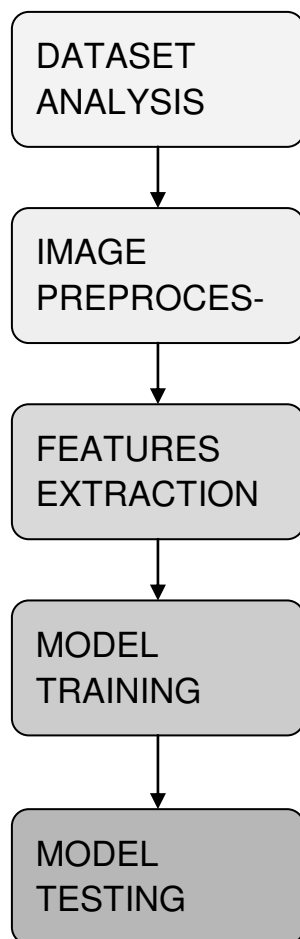 DATASET
ANALYSIS
IMAGE
PREPROCES-
FEATURES
EXTRACTION
MODEL
TRAINING
MODEL
TESTING